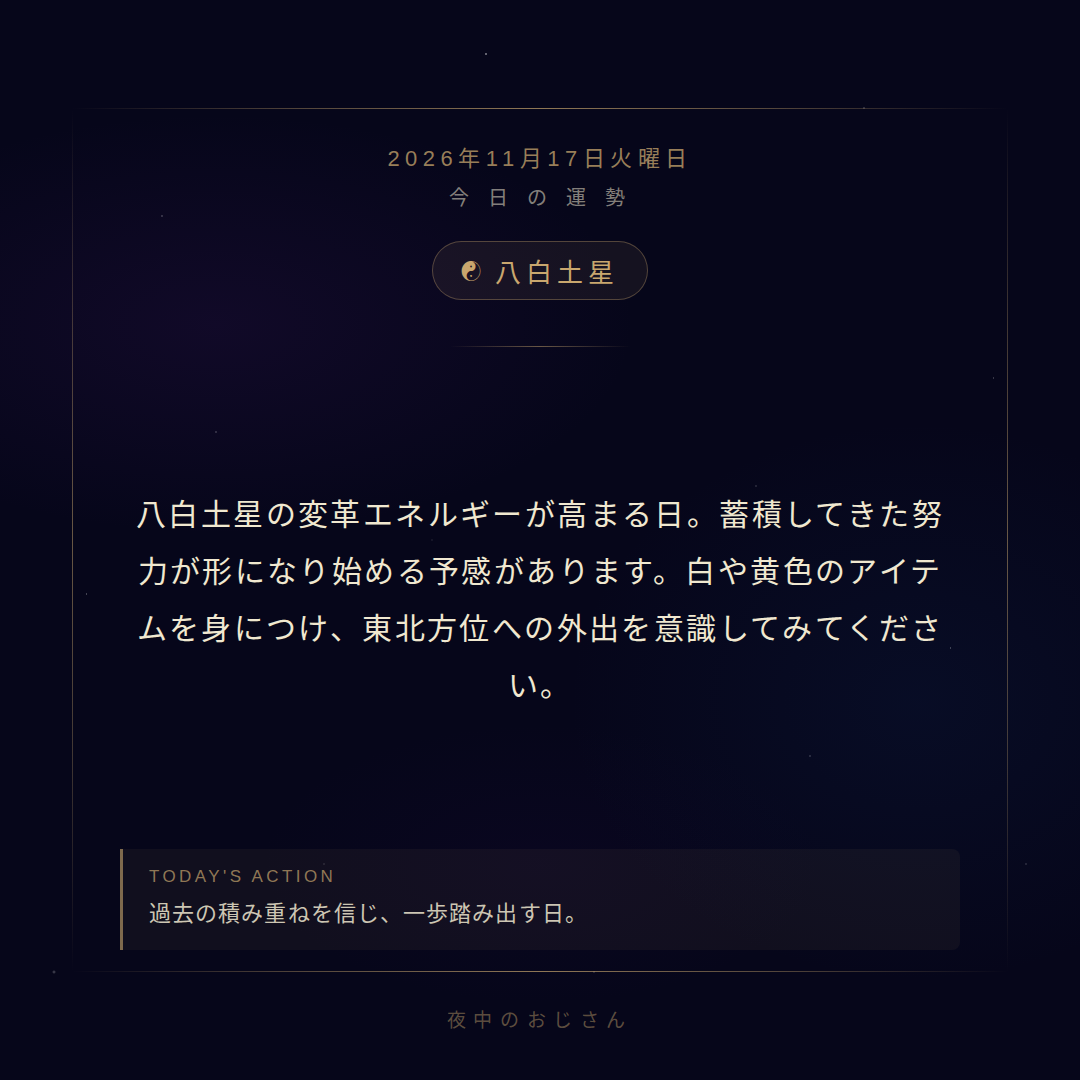 2026年11月17日火曜日
今日の運勢
☯ 八白土星
八白土星の変革エネルギーが高まる日。蓄積してきた努
力が形になり始める予感があります。白や黄色のアイテ
ムを身につけ、東北方位への外出を意識してみてくださ
い。
TODAY'S ACTION
過去の積み重ねを信じ、一歩踏み出す日。
夜中のおじさん